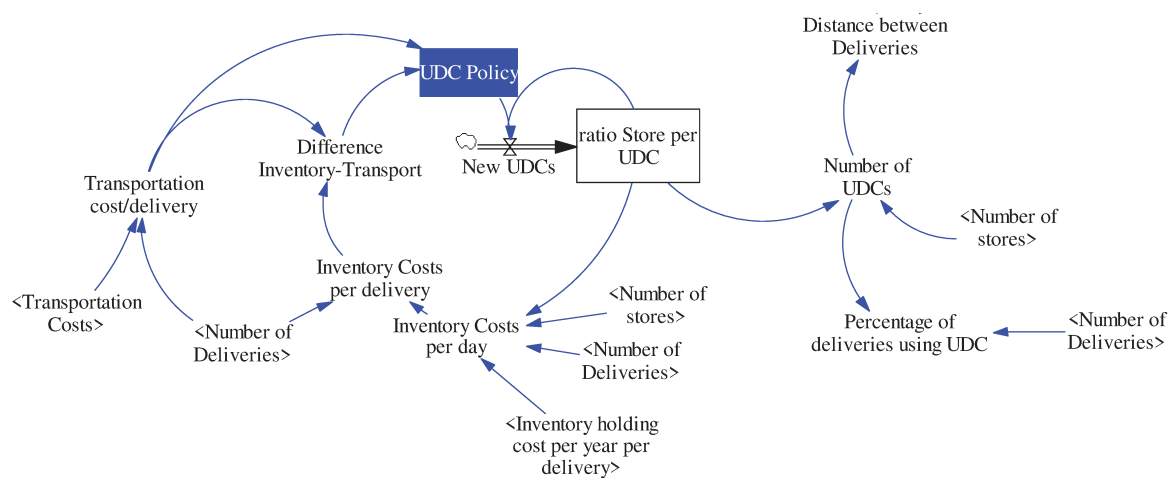 Distance between
Deliveries
UDC Policy
ratio Store per
UDC
New UDCs
Difference
Inventory-Transport
Transportation
cost/delivery
Number of
UDCs
<Number of
stores>
Inventory Costs
per delivery
<Transportation
Costs>
<Number of
Deliveries>
Inventory Costs
per day
<Number of
stores>
<Number of
Deliveries>
Percentage of
deliveries using UDC
<Number of
Deliveries>
<Inventory holding
cost per year per
delivery>